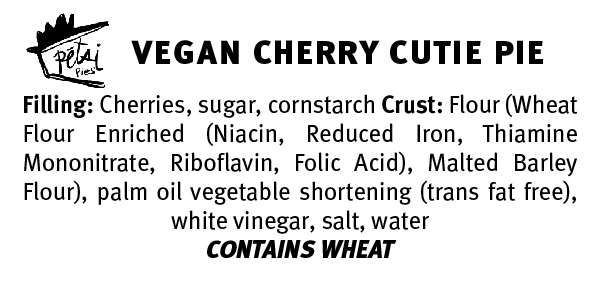 pétai
Pies
VEGAN CHERRY CUTIE PIE
Filling: Cherries, sugar, cornstarch Crust: Flour (Wheat
Flour Enriched (Niacin, Reduced Iron, Thiamine
Mononitrate, Riboflavin, Folic Acid), Malted Barley
Flour), palm oil vegetable shortening (trans fat free),
white vinegar, salt, water
CONTAINS WHEAT